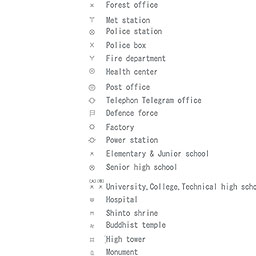 Forest office
Met station
Police station
Police box
Fire department
Health center
Post office
Telephon Telegram office
Defence force
Factory
Power station
Elementary & Junior school
Senior high school
University, College, Technical high scho
Hospital
Shinto shrine
Buddhist temple
High tower
Monument